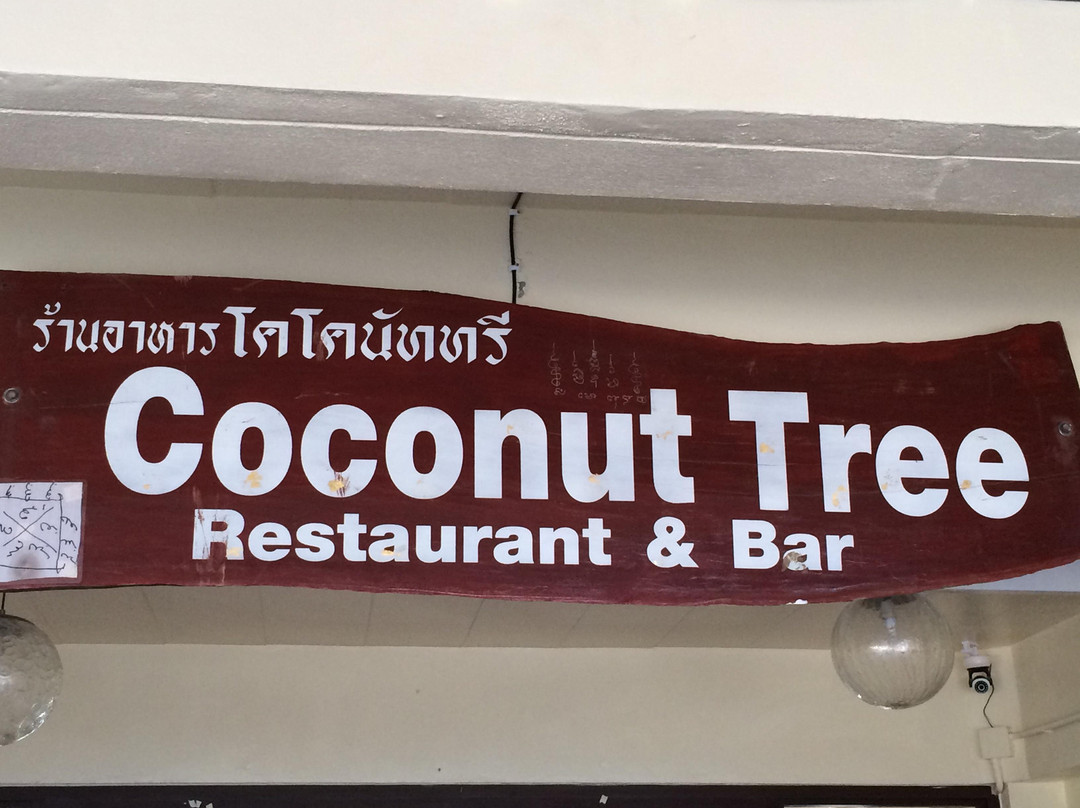 ร้านอาหาร โคโคนัททรี
Coconut Tree
Restaurant & Bar